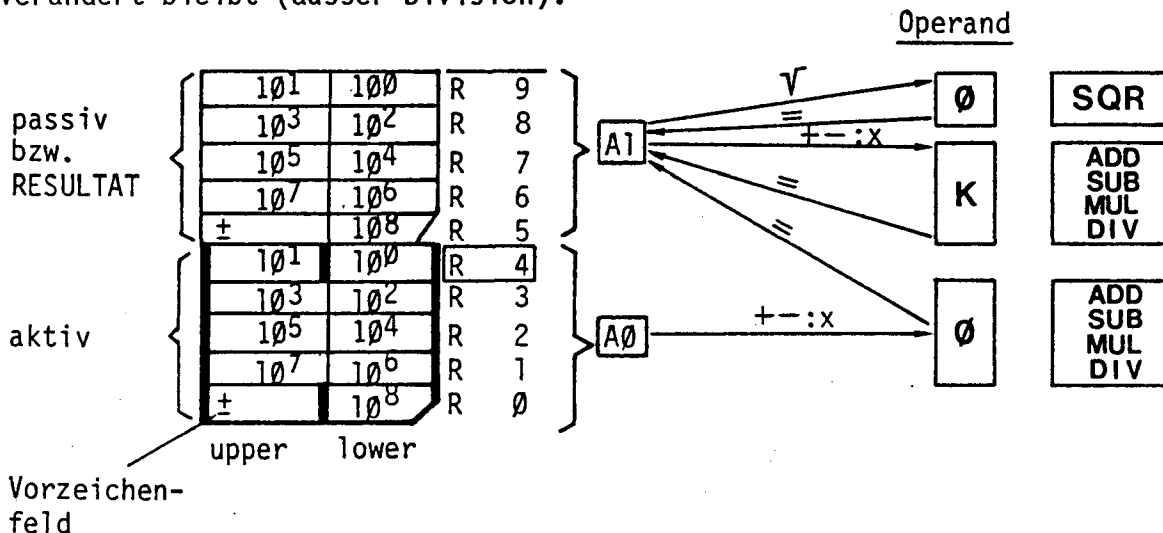 verändert bleibt (ausser Division).
Operand
passiv
bzw.
RESULTAT
aktiv
10¹ 10⁰ R 9
10³ 10² R 8
10⁵ 10⁴ R 7
10⁷ 10⁶ R 6
± 10⁸ R 5
10¹ 10⁰ R 4
10³ 10² R 3
10⁵ 10⁴ R 2
10⁷ 10⁶ R 1
± 10⁸ R Ø
upper lower
Vorzeichen-
feld
A1
AØ
√
=
+-:x
=
=
+-:x
Ø
K
Ø
SQR
ADD
SUB
MUL
DIV
ADD
SUB
MUL
DIV